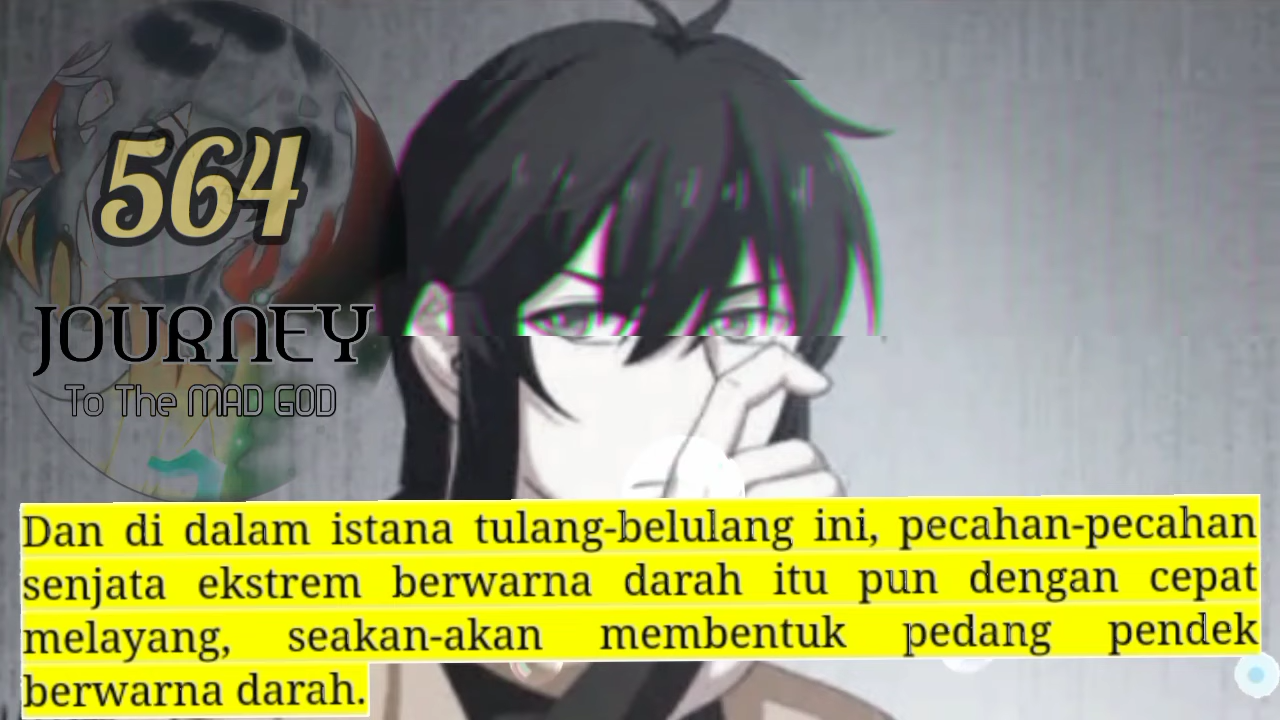 564
JOURNEY
To The MAD GOD
Dan di dalam istana tulang-belulang ini, pecahan-pecahan
senjata ekstrem berwarna darah itu pun dengan cepat
melayang, seakan-akan membentuk pedang pendek
berwarna darah.